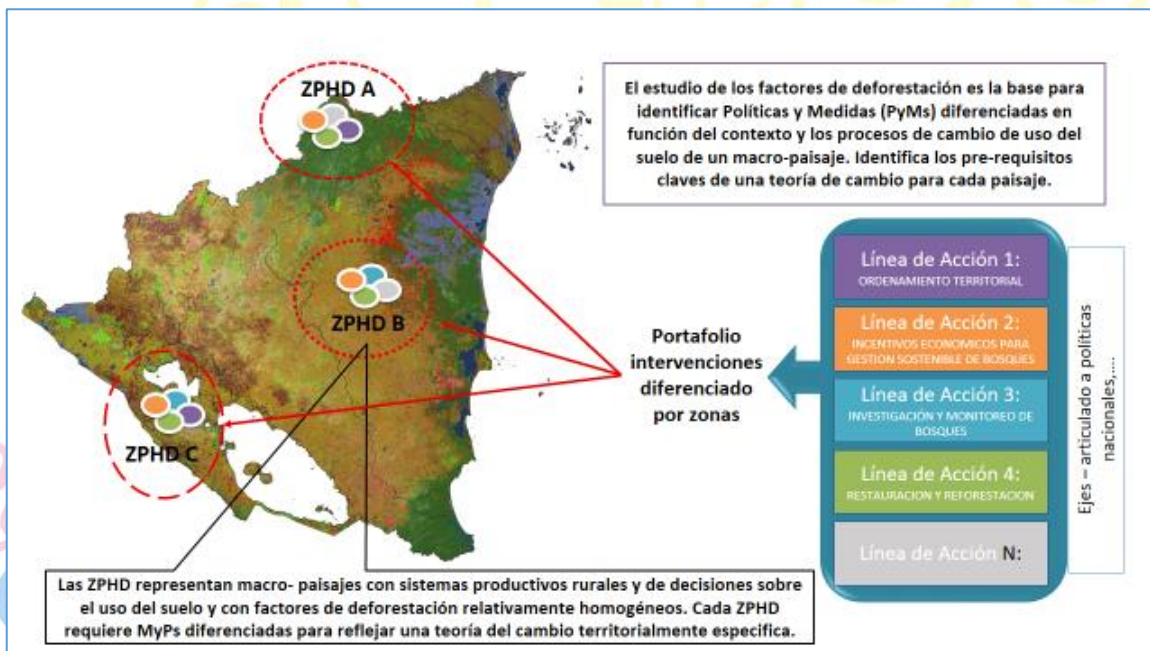 ZPHD A
El estudio de los factores de deforestación es la base para
identificar Políticas y Medidas (PyMs) diferenciadas en
función del contexto y los procesos de cambio de uso del
suelo de un macro-paisaje. Identifica los pre-requisitos
claves de una teoría de cambio para cada paisaje.
ZPHD B
ZPHD C
Portafolio
intervenciones
diferenciado
por zonas
Línea de Acción 1:
ORDENAMIENTO TERRITORIAL
Línea de Acción 2:
INCENTIVOS ECONOMICOS PARA
GESTION SOSTENIBLE DE BOSQUES
Línea de Acción 3:
INVESTIGACIÓN Y MONITOREO DE
BOSQUES
Línea de Acción 4:
RESTAURACION Y REFORESTACION
Línea de Acción N:
Ejes – articulado a políticas
nacionales,....
Las ZPHD representan macro- paisajes con sistemas productivos rurales y de decisiones sobre
el uso del suelo y con factores de deforestación relativamente homogéneos. Cada ZPHD
requiere MyPs diferenciadas para reflejar una teoría del cambio territorialmente especifica.